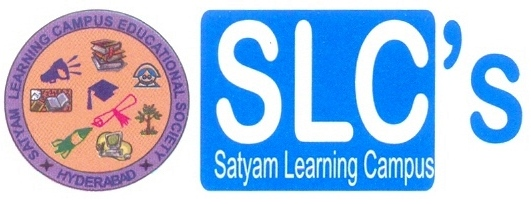 SATYAM LEARNING CAMPUS EDUCATIONAL SOCIETY
HYDERABAD
SLC's
Satyam Learning Campus